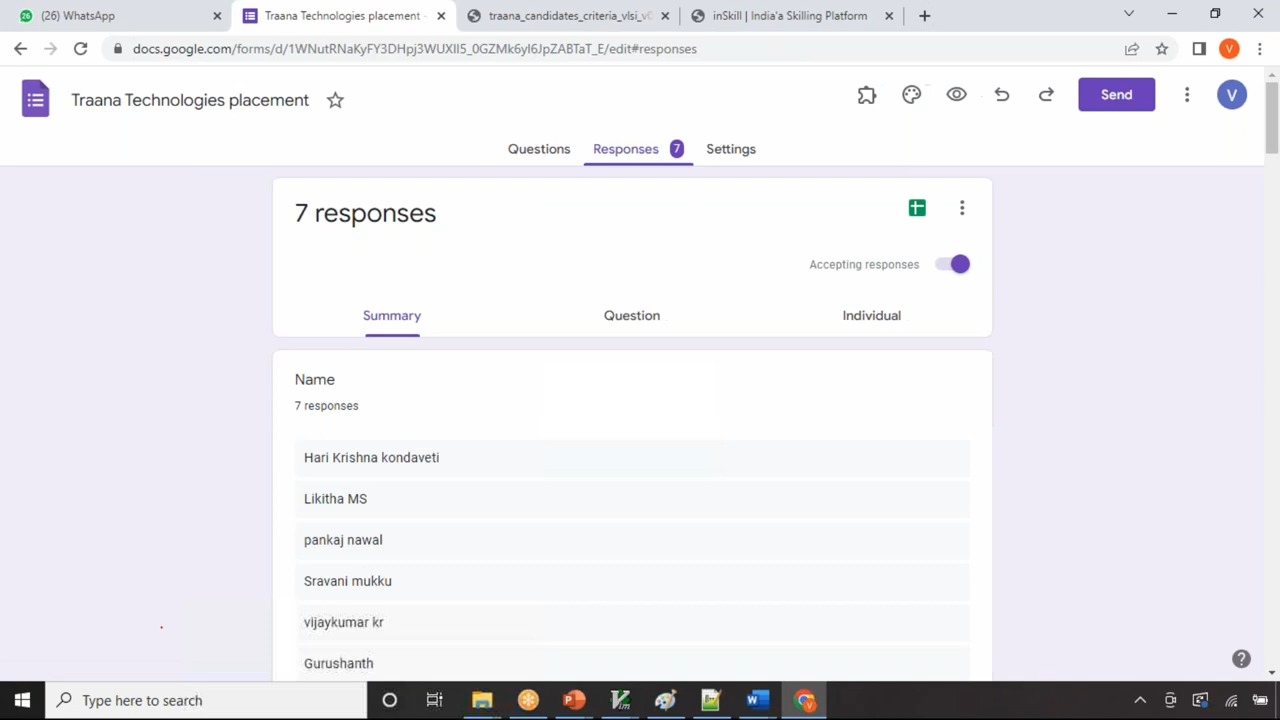 (26) WhatsApp
Traana Technologies placement -
traana_candidates_criteria_vlsi_v
inSkill | India'a Skilling Platform
docs.google.com/forms/d/1WNutRNaKyFY3DHpj3WUXII5_0GZMk6yI6JpZABTaT_E/edit#responses
V
Traana Technologies placement
Send
V
Questions
Responses 7
Settings
7 responses
Accepting responses
Summary
Question
Individual
Name
7 responses
Hari Krishna kondaveti
Likitha MS
pankaj nawal
Sravani mukku
vijaykumar kr
Gurushanth
Type here to search